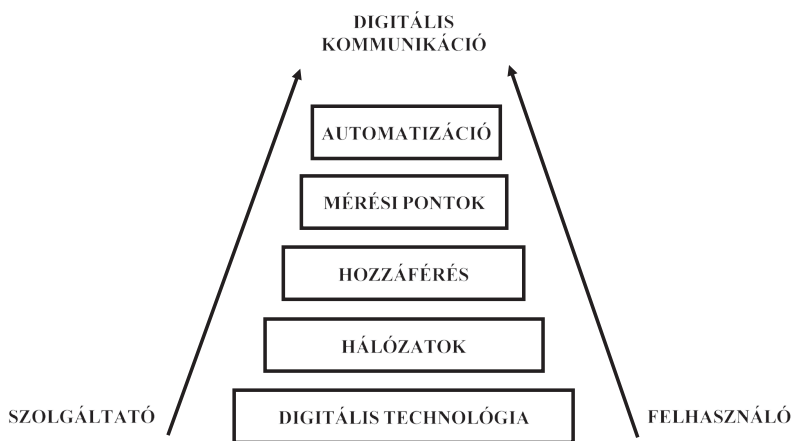 DIGITÁLIS
KOMMUNIKÁCIÓ
AUTOMATIZÁCIÓ
MÉRÉSI PONTOK
HOZZÁFÉRÉS
HÁLÓZATOK
SZOLGÁLTATÓ
DIGITÁLIS TECHNOLÓGIA
FELHASZNÁLÓ